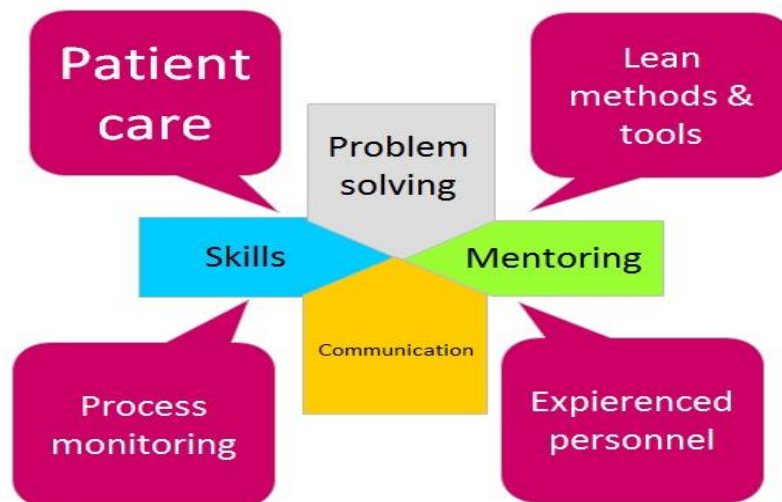 Patient
care
Lean
methods &
tools
Problem
solving
Skills
Mentoring
Communication
Process
monitoring
Expierenced
personnel